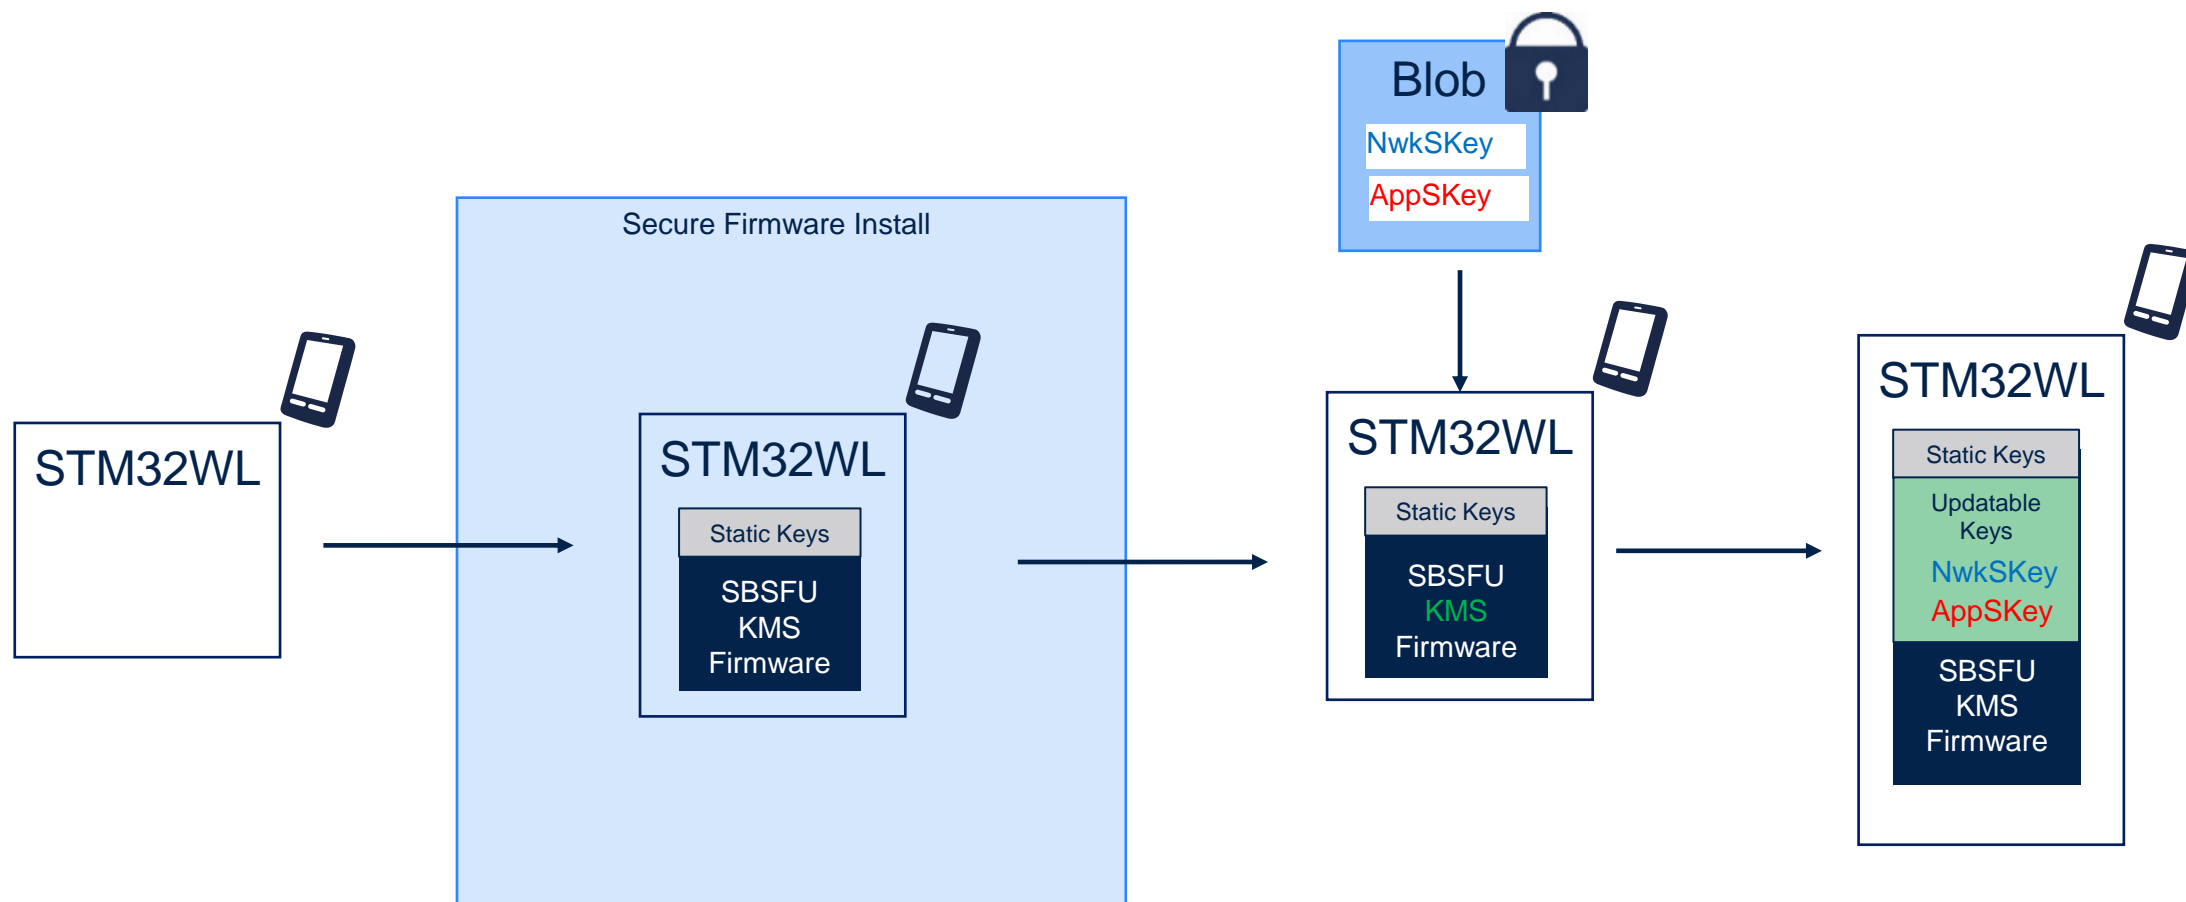 STM32WL
Secure Firmware Install
STM32WL
Static Keys
SBSFU
KMS
Firmware
Blob
NwkSKey
AppSKey
STM32WL
Static Keys
SBSFU
KMS
Firmware
STM32WL
Static Keys
Updatable
Keys
NwkSKey
AppSKey
SBSFU
KMS
Firmware